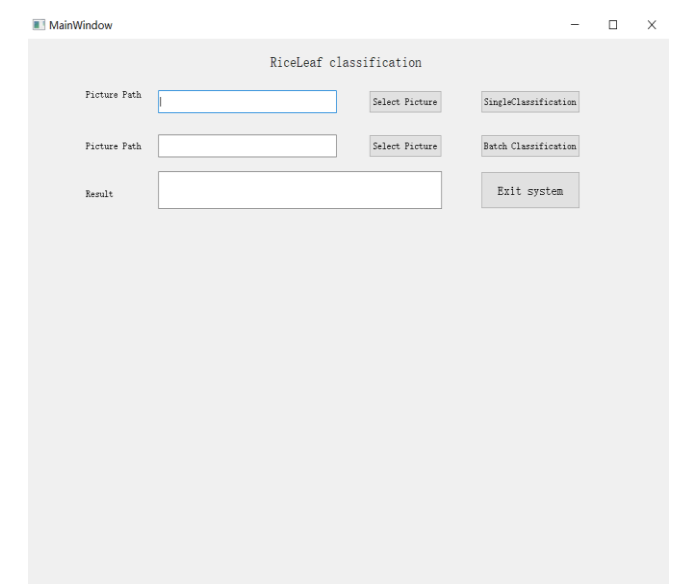 MainWindow
RiceLeaf classification
Picture Path
Select Picture
SingleClassification
Picture Path
Select Picture
Batch Classification
Result
Exit system